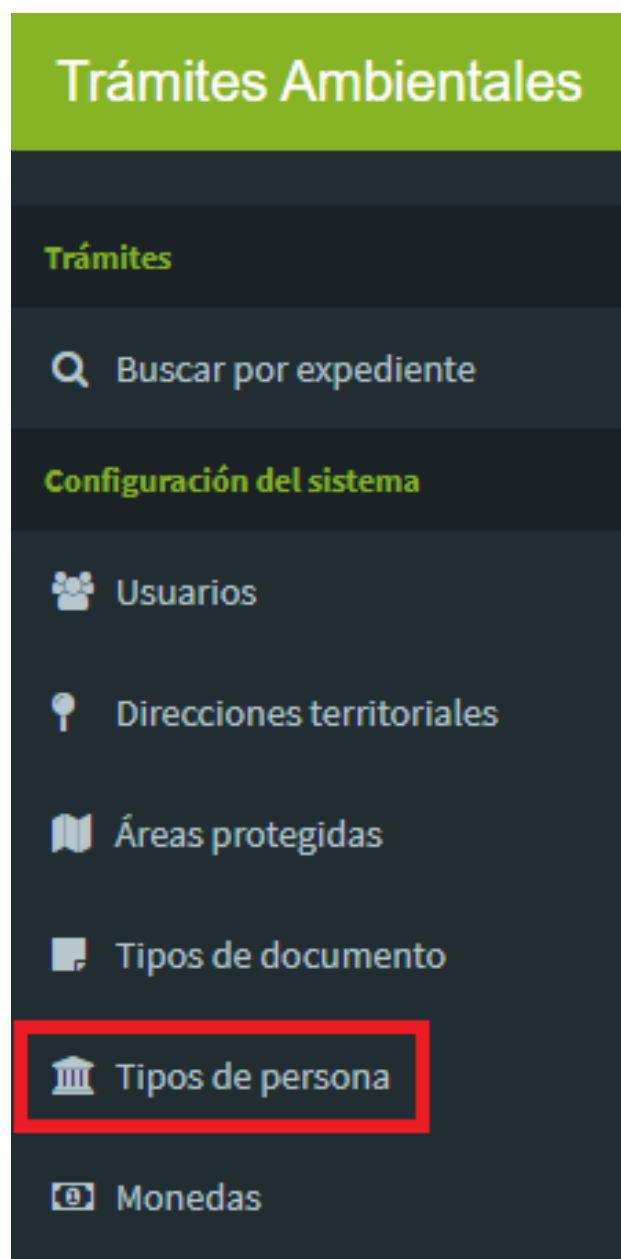 Trámites Ambientales
Trámites
Buscar por expediente
Configuración del sistema
Usuarios
Direcciones territoriales
Áreas protegidas
Tipos de documento
Tipos de persona
Monedas